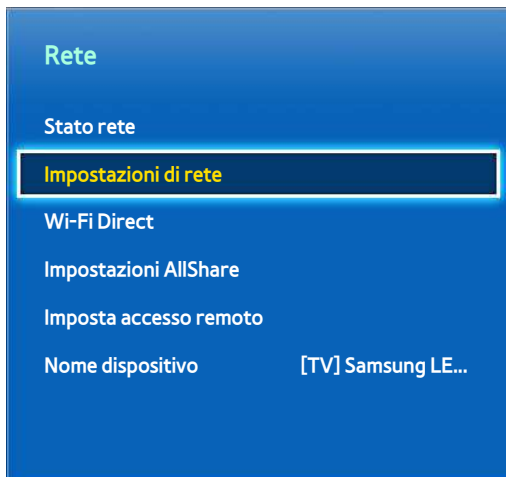 Rete
Stato rete
Impostazioni di rete
Wi-Fi Direct
Impostazioni AllShare
Imposta accesso remoto
Nome dispositivo [TV] Samsung LE...